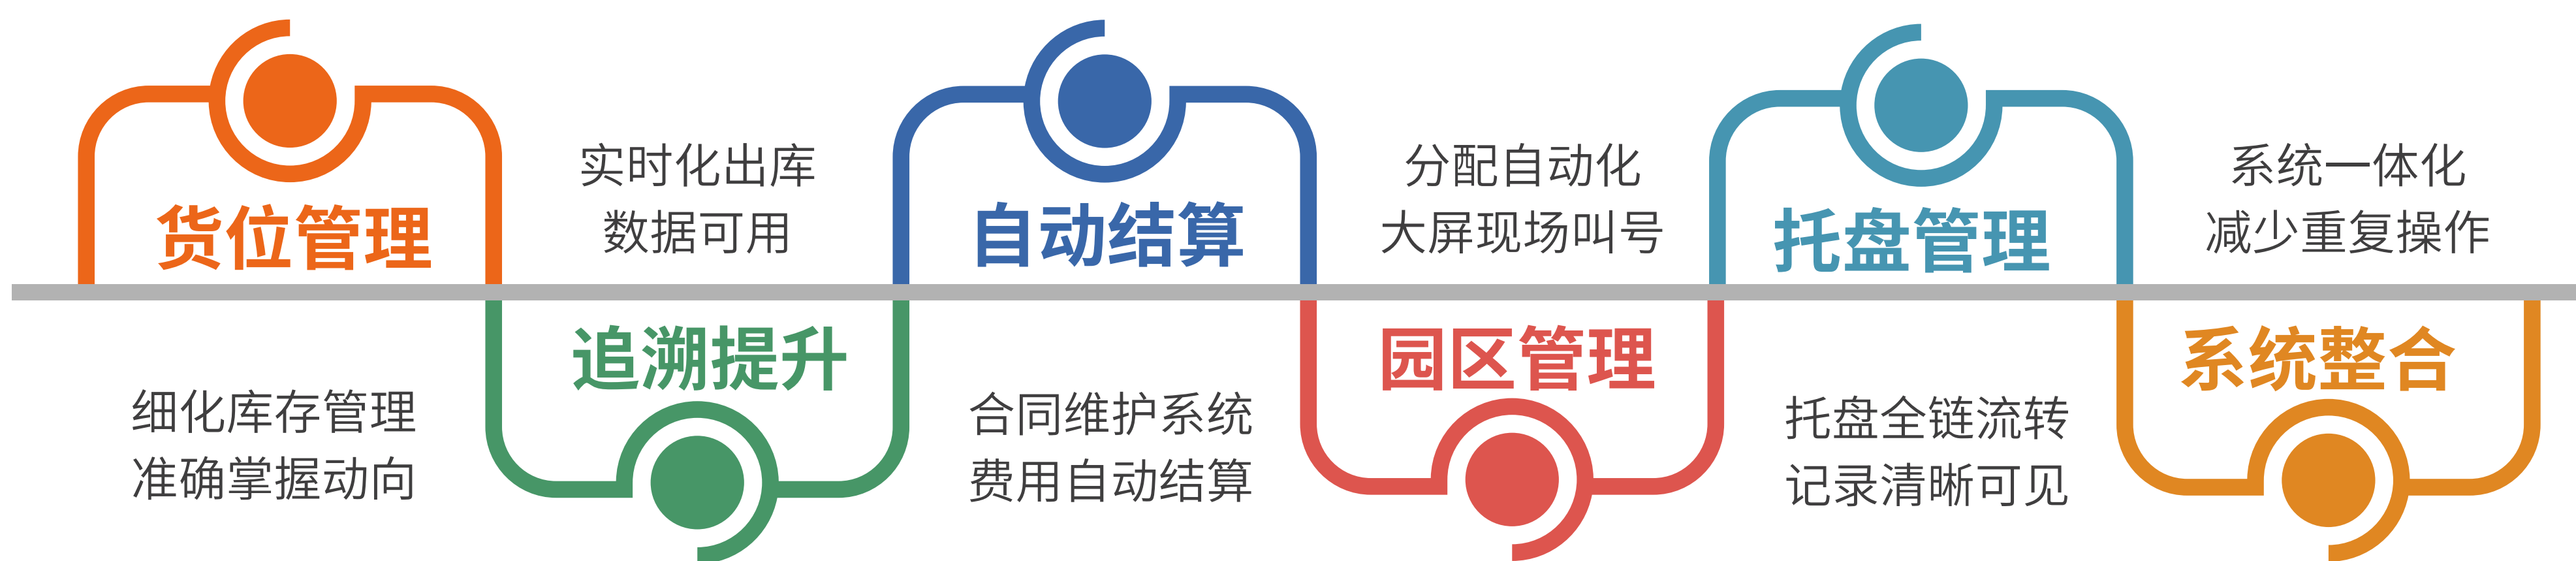 货位管理
细化库存管理
准确掌握动向
实时化出库
数据可用
追溯提升
自动结算
合同维护系统
费用自动结算
分配自动化
大屏现场叫号
园区管理
托盘管理
托盘全链流转
记录清晰可见
系统一体化
减少重复操作
系统整合